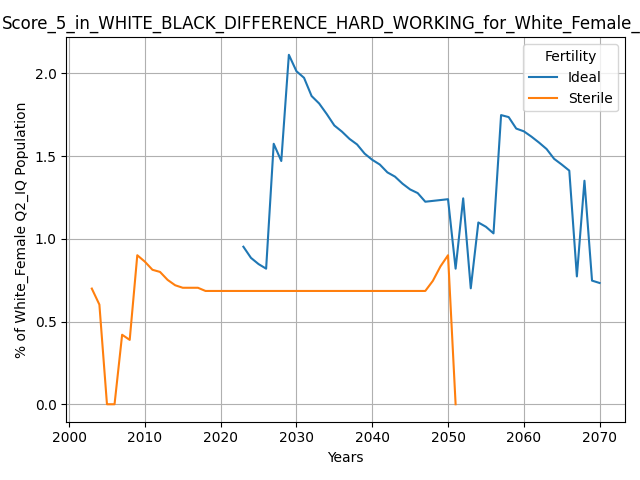 Score_5_in_WHITE_BLACK_DIFFERENCE_HARD_WORKING_for_White_Female_
Fertility
Ideal
Sterile
2.0
1.5
1.0
0.5
0.0
% of White_Female Q2_IQ Population
2000 2010 2020 2030 2040 2050 2060 2070
Years